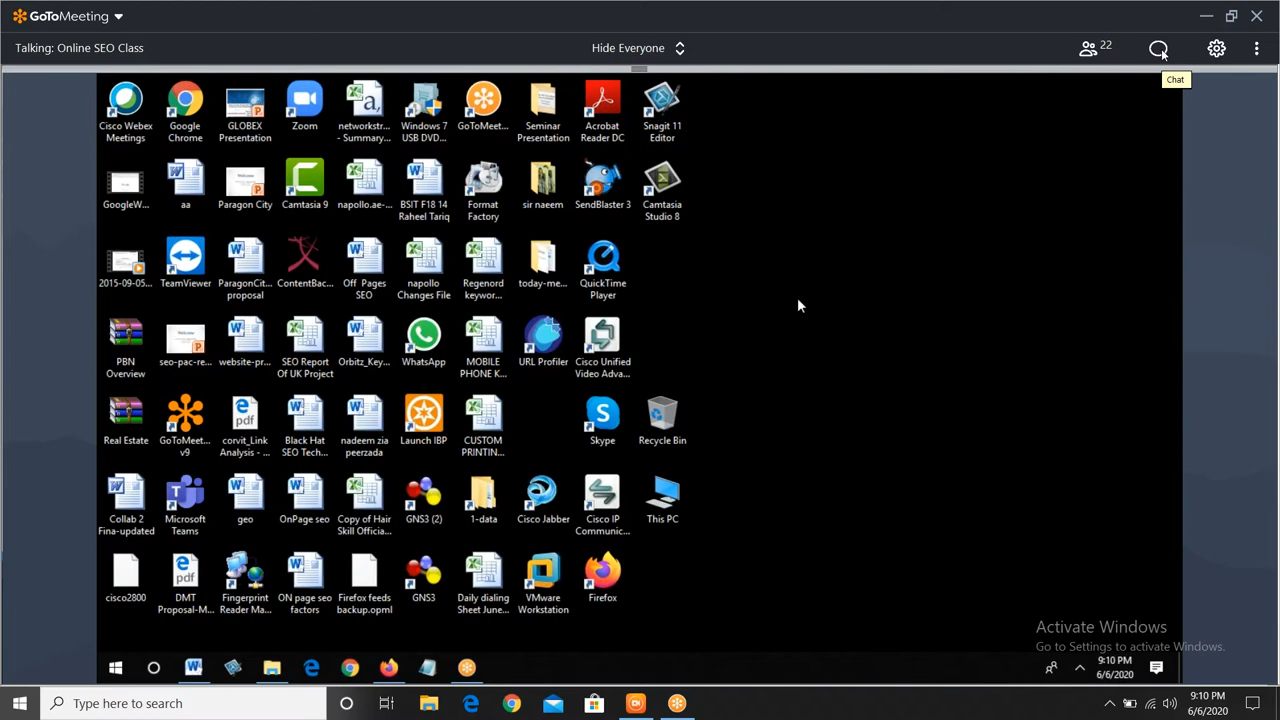 GoToMeeting
Talking: Online SEO Class
Hide Everyone
22
Chat
Cisco Webex Meetings
Google Chrome
GLOBEX Presentation
Zoom
networkstr... - Summary...
Windows 7 USB DVD...
GoToMeet...
Seminar Presentation
Acrobat Reader DC
Snagit 11 Editor
GoogleW...
aa
Paragon City
Camtasia 9
napollo.ae-...
BSIT F18 14 Raheel Tariq
Format Factory
sir naeem
SendBlaster 3
Camtasia Studio 8
2015-09-05...
TeamViewer
ParagonCit... proposal
ContentBac...
Off Pages SEO
napollo Changes File
Regenord keywor...
today-me...
QuickTime Player
PBN Overview
seo-pac-re...
website-pr...
SEO Report Of UK Project
Orbitz_Key...
WhatsApp
MOBILE PHONE K...
URL Profiler
Cisco Unified Video Adva...
Real Estate
GoToMeet... v9
corvit_Link Analysis - ...
Black Hat SEO Tech...
nadeem zia peerzada
Launch IBP
CUSTOM PRINTIN...
Skype
Recycle Bin
Collab 2 Fina-updated
Microsoft Teams
geo
OnPage seo
Copy of Hair Skill Officia...
GNS3 (2)
1-data
Cisco Jabber
Cisco IP Communic...
This PC
cisco2800
DMT Proposal-M...
Fingerprint Reader Ma...
ON page seo factors
Firefox feeds backup.opml
GNS3
Daily dialing Sheet June...
VMware Workstation
Firefox
Activate Windows
Go to Settings to activate Windows.
9:10 PM
6/6/2020
Type here to search
9:10 PM
6/6/2020